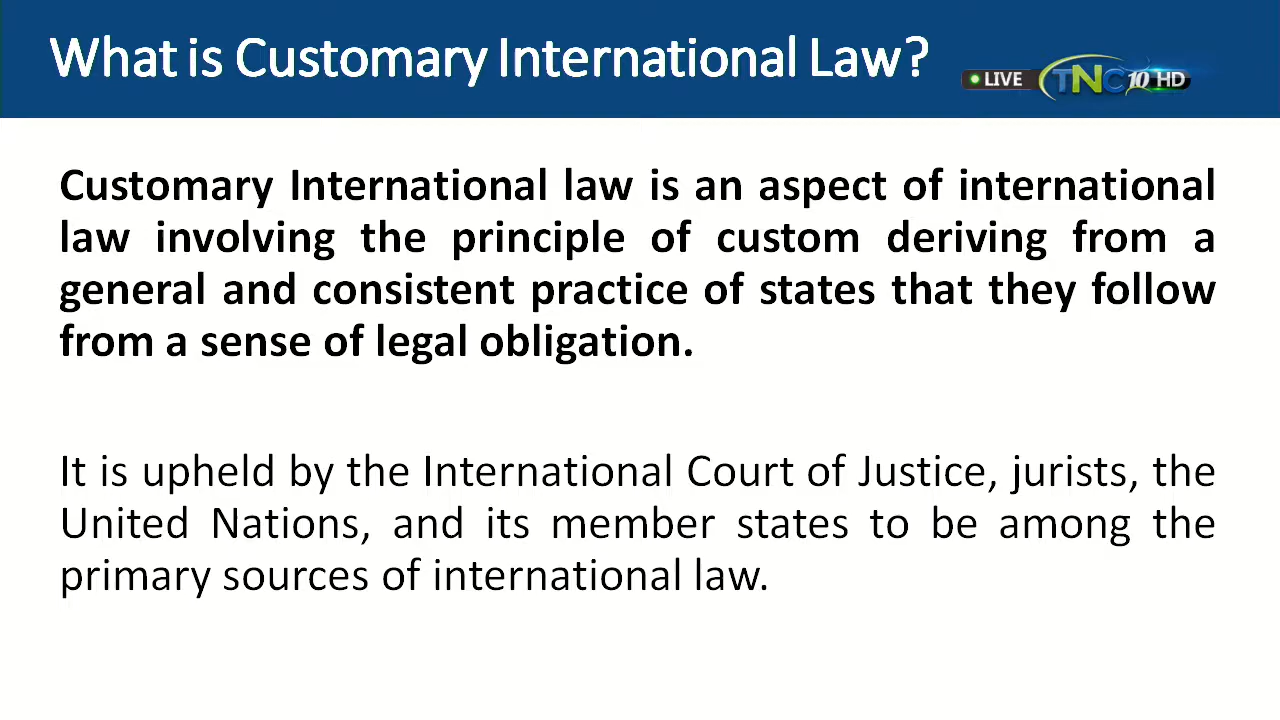 What is Customary International Law?
LIVE TNC10 HD
Customary International law is an aspect of international
law involving the principle of custom deriving from a
general and consistent practice of states that they follow
from a sense of legal obligation.
It is upheld by the International Court of Justice, jurists, the
United Nations, and its member states to be among the
primary sources of international law.